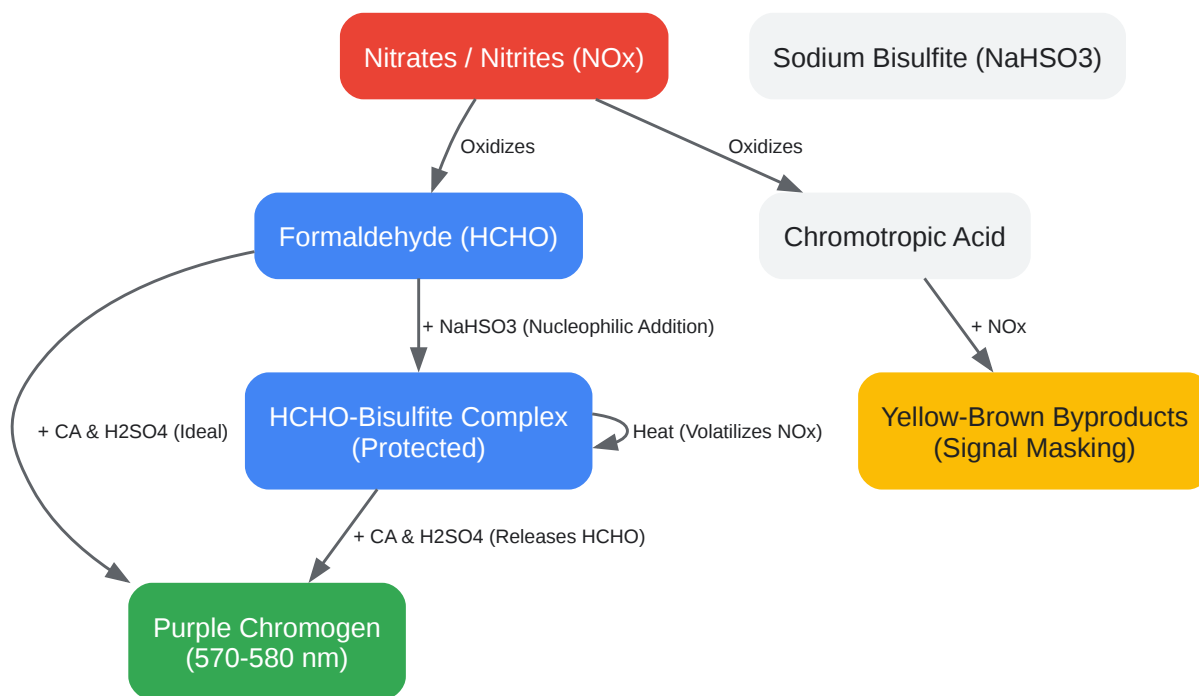 Nitrates / Nitrites (NOx)
Sodium Bisulfite (NaHSO3)
Oxidizes
Oxidizes
Formaldehyde (HCHO)
Chromotropic Acid
+ NaHSO3 (Nucleophilic Addition)
+ NOx
HCHO-Bisulfite Complex
(Protected)
Yellow-Brown Byproducts
(Signal Masking)
+ CA & H2SO4 (Ideal)
Heat (Volatilizes NOx)
+ CA & H2SO4 (Releases HCHO)
Purple Chromogen
(570-580 nm)